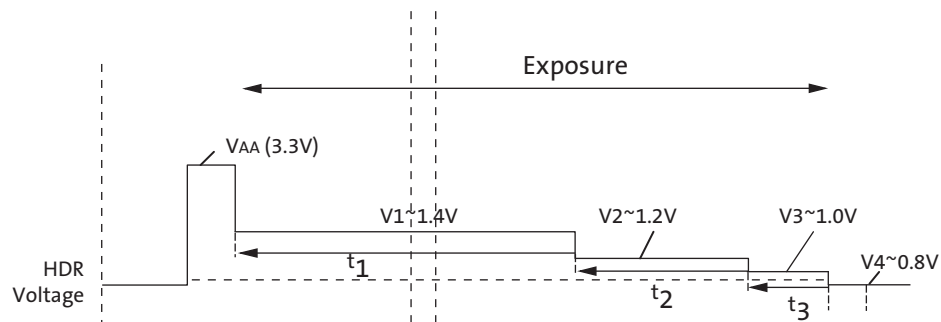 Exposure
VAA (3.3V)
V1~1.4V
V2~1.2V
V3~1.0V
HDR
Voltage
t1
t2
t3
V4~0.8V